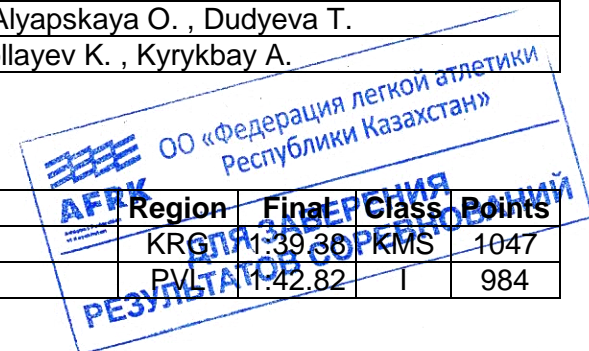 Alyapskaya O. , Dudyeva T.
llayev K. , Kyrykbay A.
ОО «Федерация легкой атлетики
Республики Казахстан»
AFRK
ДЛЯ ЗАВЕРЕНИЯ
РЕЗУЛЬТАТОВ СОРЕВНОВАНИЙ
Region Final Class Points
KRG 1:39.38 KMS 1047
PVL 1:42.82 I 984